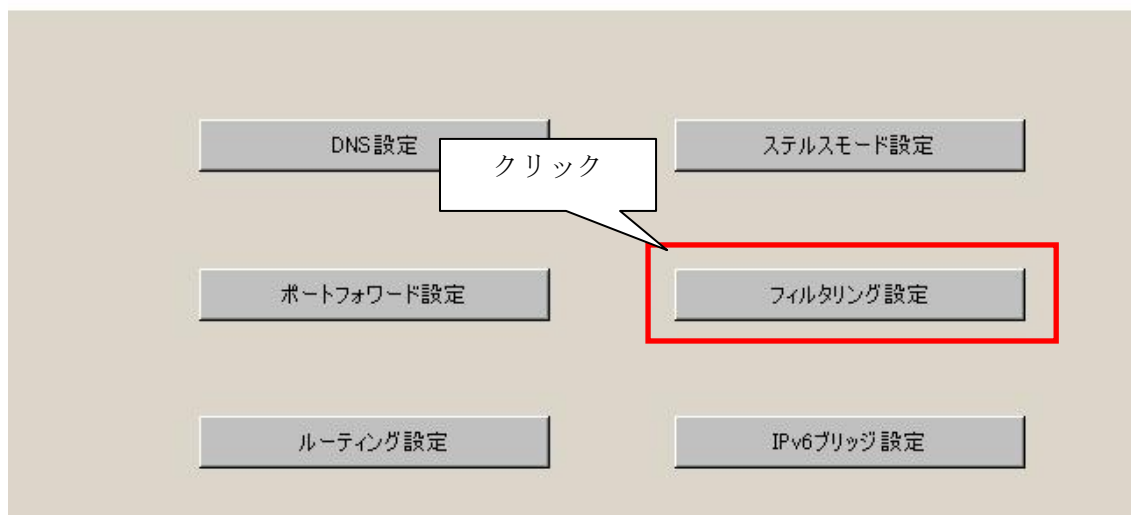 DNS設定
ステルスモード設定
クリック
ポートフォワード設定
フィルタリング設定
ルーティング設定
IPv6ブリッジ設定